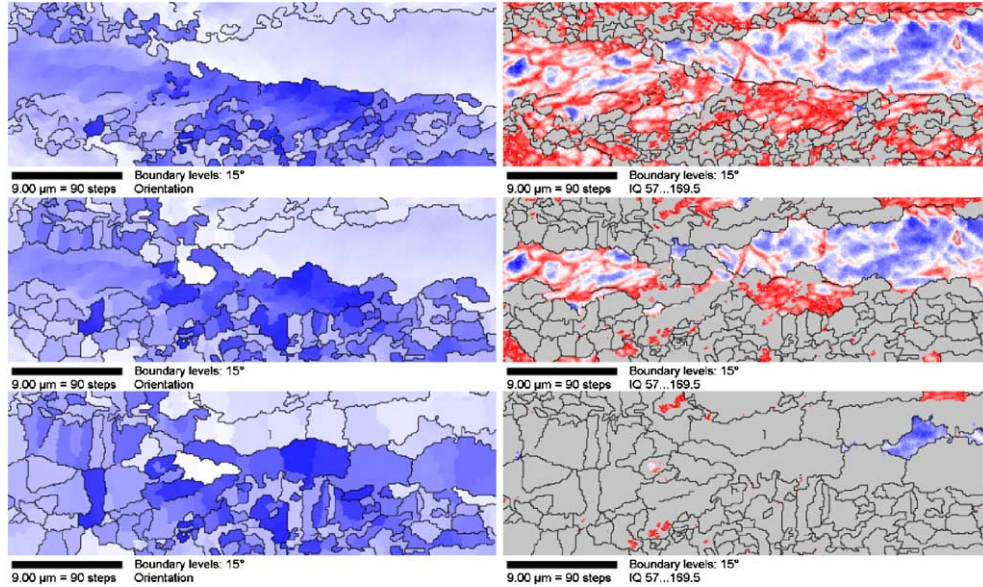 Boundary levels: 15°
9.00 µm = 90 steps Orientation
Boundary levels: 15°
9.00 µm = 90 steps IQ 57...169.5
Boundary levels: 15°
9.00 µm = 90 steps Orientation
Boundary levels: 15°
9.00 µm = 90 steps IQ 57...169.5
Boundary levels: 15°
9.00 µm = 90 steps Orientation
Boundary levels: 15°
9.00 µm = 90 steps IQ 57...169.5